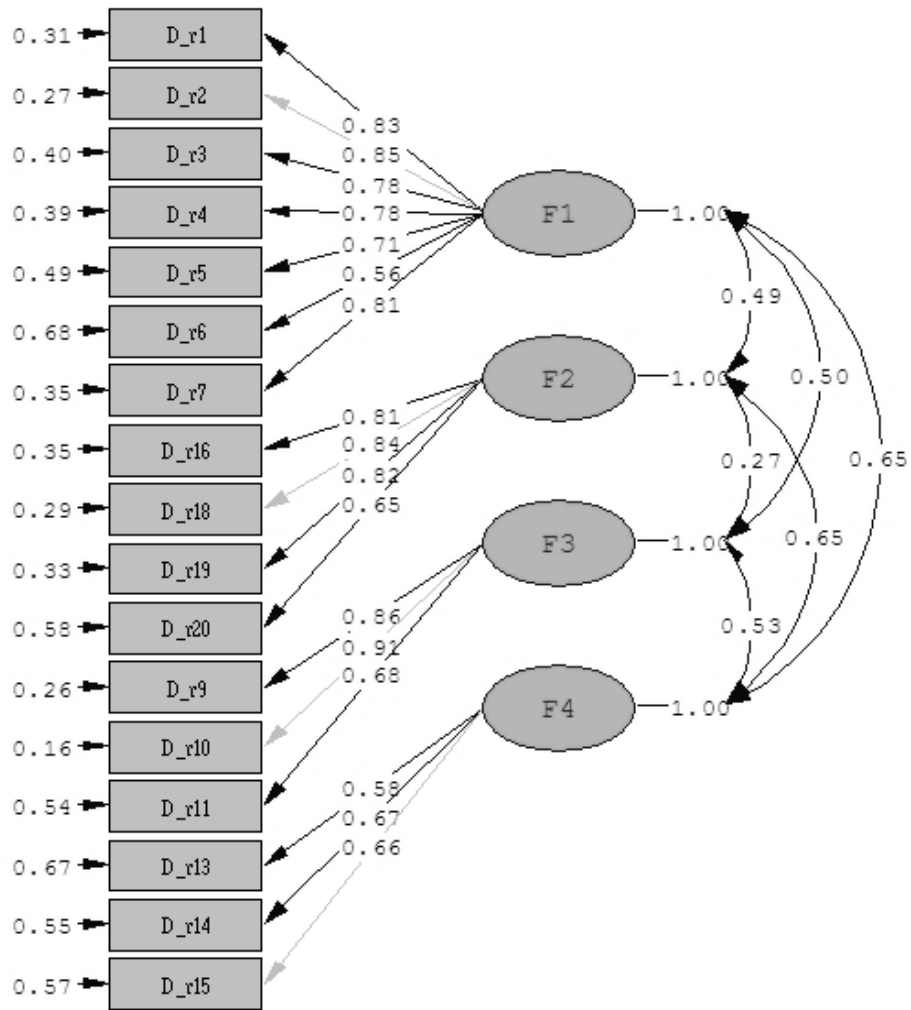 0.31 D_r1
0.27 D_r2
0.83
0.40 D_r3
0.85
0.78
0.39 D_r4
0.78
F1
1.00
0.49 D_r5
0.71
0.56
0.49
0.68 D_r6
0.81
0.35 D_r7
F2
1.00
0.50
0.35 D_r16
0.81
0.84
0.27
0.65
0.82
0.29 D_r18
0.65
0.33 D_r19
F3
1.00
0.65
0.58 D_r20
0.86
0.91
0.53
0.26 D_r9
0.68
F4
1.00
0.16 D_r10
0.54 D_r11
0.58
0.67
0.67 D_r13
0.66
0.55 D_r14
0.57 D_r15